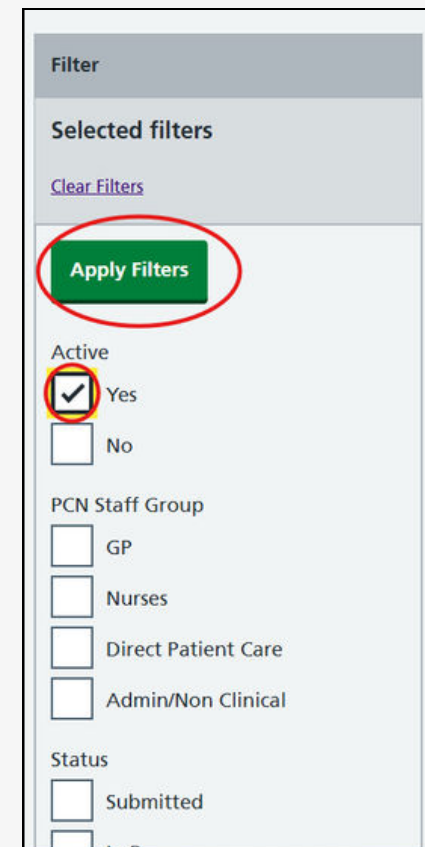 Filter
Selected filters
Clear Filters
Apply Filters
Active
Yes
No
PCN Staff Group
GP
Nurses
Direct Patient Care
Admin/Non Clinical
Status
Submitted